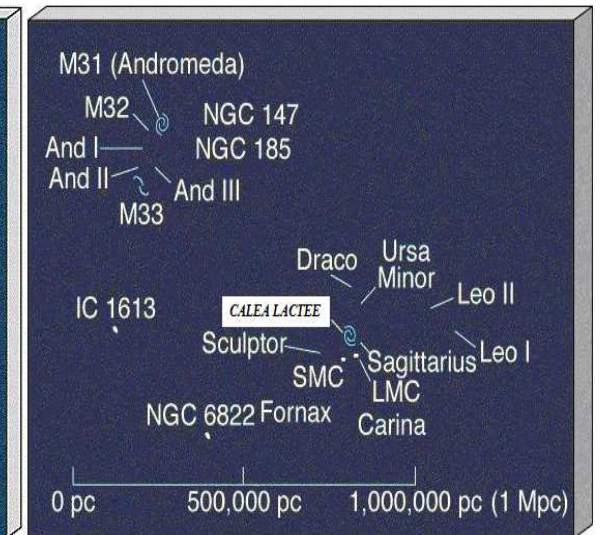 M31 (Andromeda)
M32
NGC 147
And I
NGC 185
And II
And III
M33
Draco
Ursa
Minor
Leo II
IC 1613
CALEA LACTEE
Sculptor
Sagittarius
Leo I
SMC
LMC
NGC 6822
Fornax
Carina
0 pc
500,000 pc
1,000,000 pc (1 Mpc)